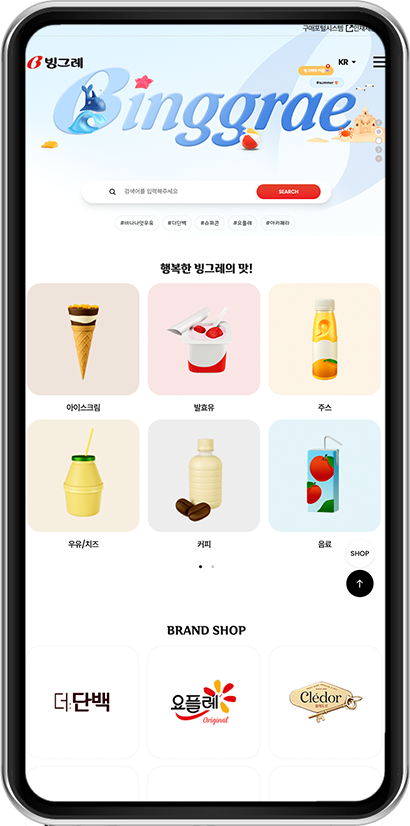 구매포털시스템 인재채
빙그레
KR
Binggrae
검색어를 입력해주세요
SEARCH
#바나나맛우유 #더단백 #슈퍼콘 #요플레 #아카페라
행복한 빙그레의 맛!
아이스크림 발효유 주스
우유/치즈 커피 음료
SHOP
BRAND SHOP
더:단백
요플레
Original
Clédor